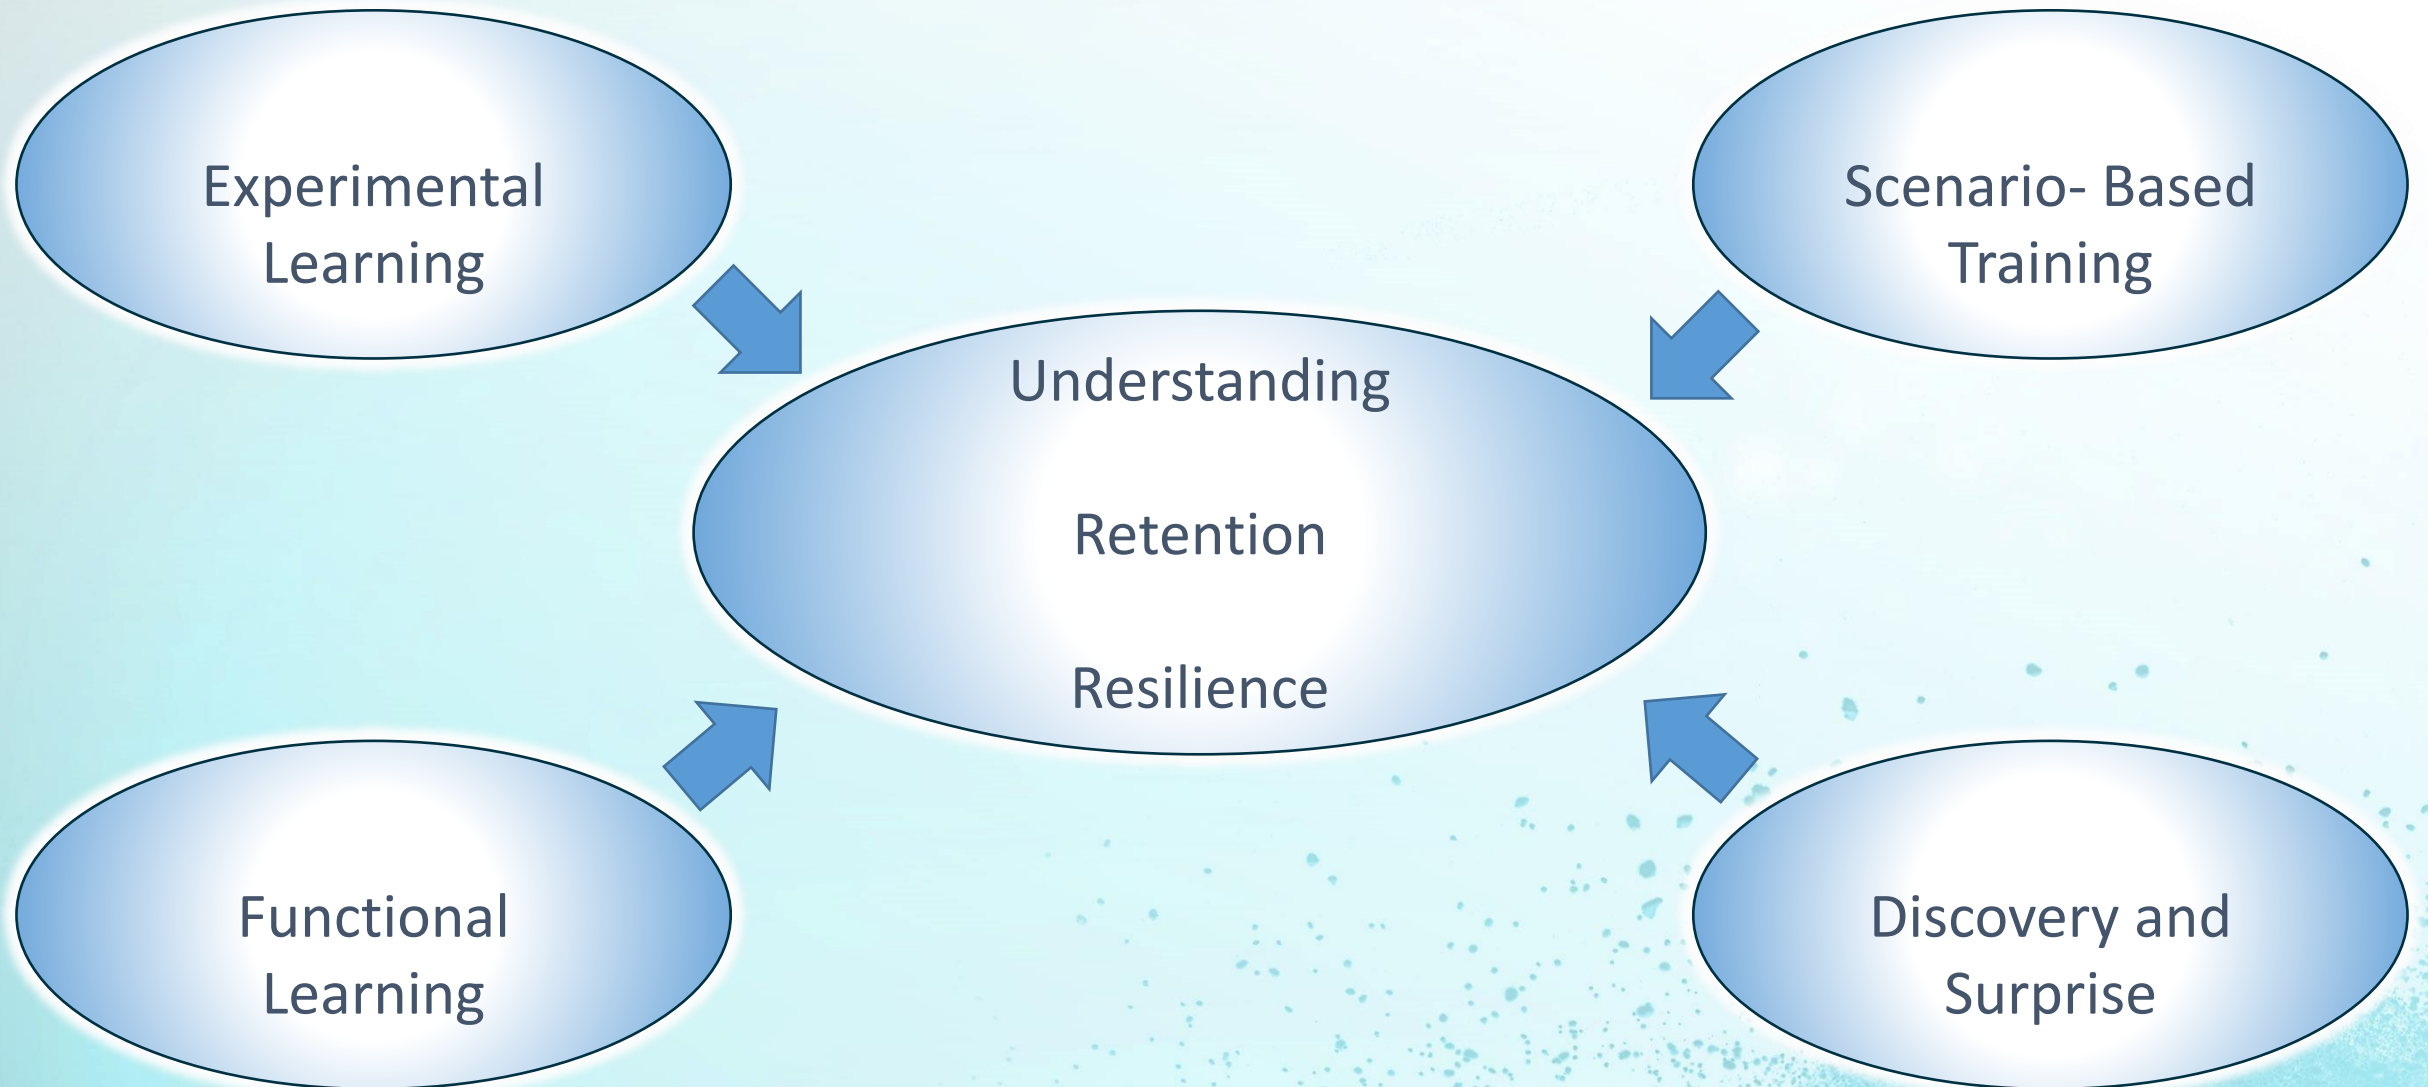 Experimental
Learning
Scenario- Based
Training
Understanding
Retention
Resilience
Functional
Learning
Discovery and
Surprise